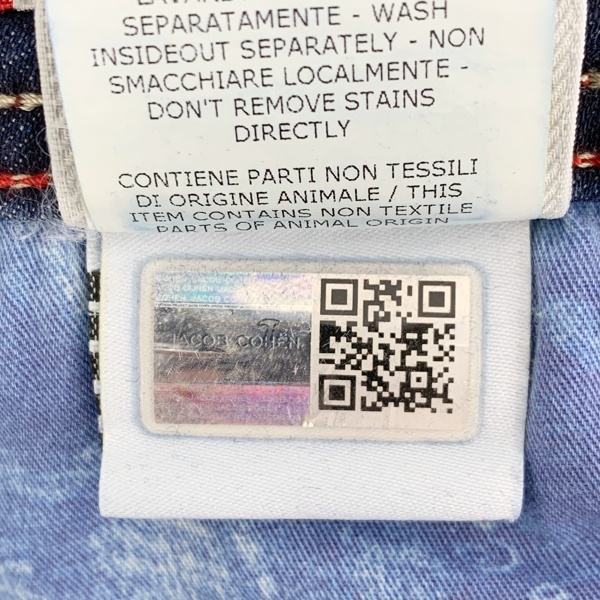 SEPARATAMENTE - WASH
INSIDEOUT SEPARATELY - NON
SMACCHIARE LOCALMENTE -
DON'T REMOVE STAINS
DIRECTLY
CONTIENE PARTI NON TESSILI
DI ORIGINE ANIMALE / THIS
ITEM CONTAINS NON TEXTILE
PARTS OF ANIMAL ORIGIN
JACOB COHEN